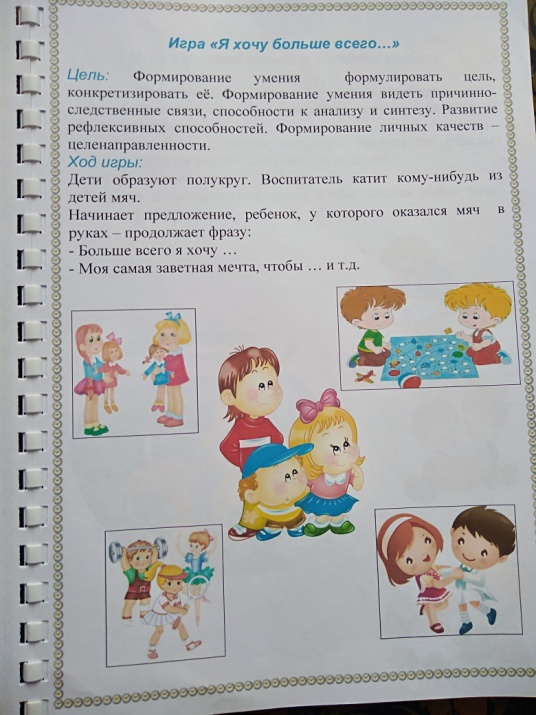 Игра «Я хочу больше всего…»
Цель: Формирование умения формулировать цель,
конкретизировать её. Формирование умения видеть причинно-
следственные связи, способности к анализу и синтезу. Развитие
рефлексивных способностей. Формирование личных качеств –
целенаправленности.
Ход игры:
Дети образуют полукруг. Воспитатель катит кому-нибудь из
детей мяч.
Начинает предложение, ребенок, у которого оказался мяч в
руках – продолжает фразу:
- Больше всего я хочу …
- Моя самая заветная мечта, чтобы … и т.д.